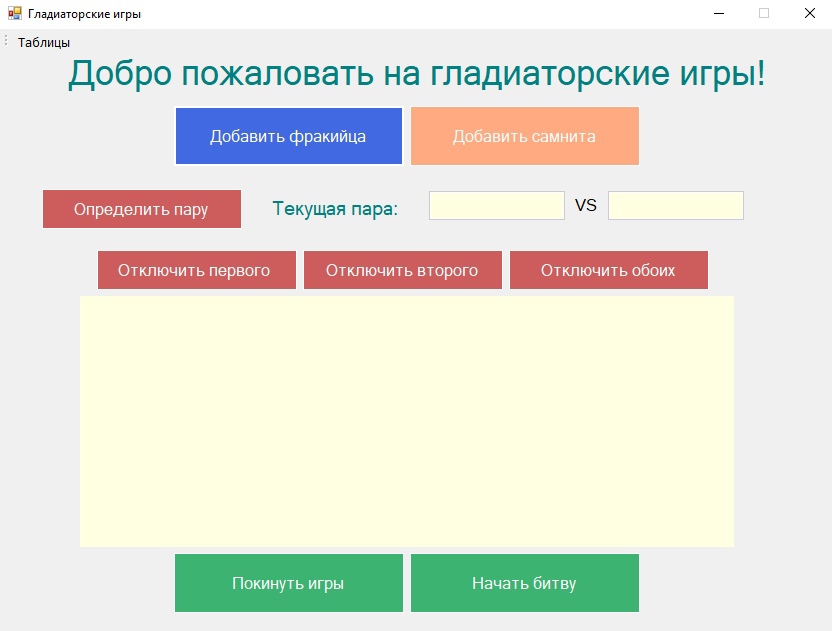 Гладиаторские игры
Таблицы
Добро пожаловать на гладиаторские игры!
Добавить фракийца
Добавить самнита
Определить пару
Текущая пара:
VS
Отключить первого
Отключить второго
Отключить обоих
Покинуть игры
Начать битву